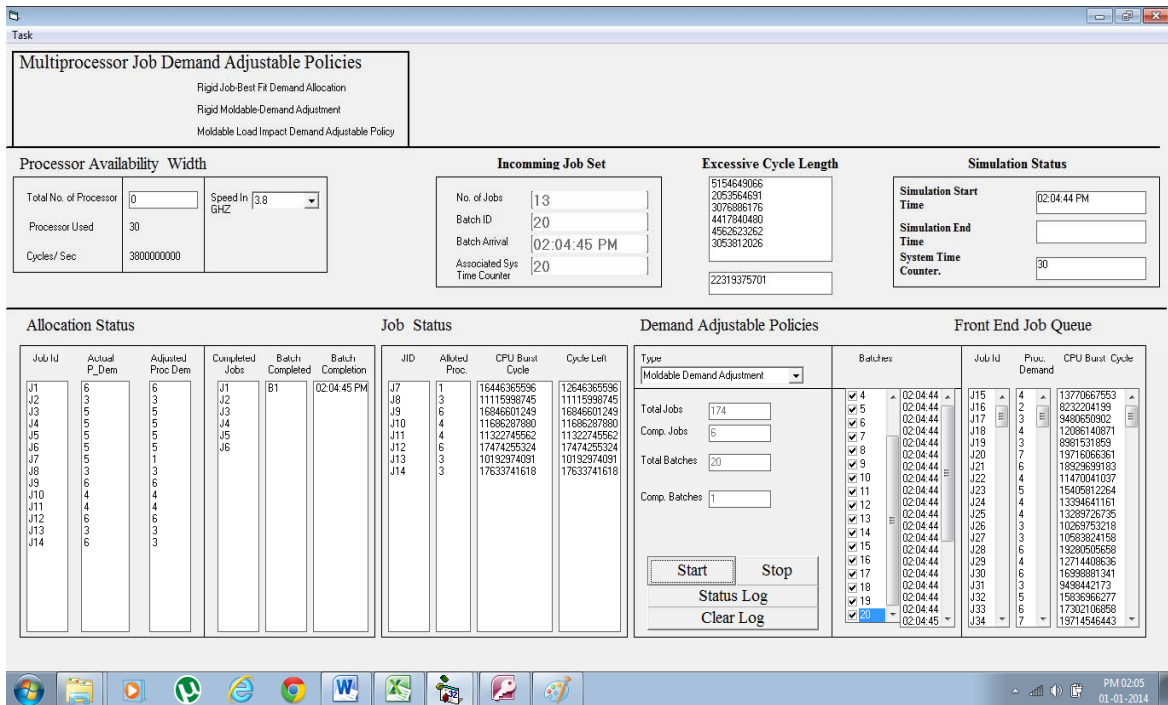 Task
Multiprocessor Job Demand Adjustable Policies
Rigid Job-Best Fit Demand Allocation
Rigid Moldable-Demand Adjustment
Moldable Load Impact Demand Adjustable Policy
Processor Availability Width
Total No. of Processor 0 Speed In GHZ 3.8
Processor Used 30
Cycles/ Sec 3800000000
Incomming Job Set
No. of Jobs 13
Batch ID 20
Batch Arrival 02:04:45 PM
Associated Sys Time Counter 20
Excessive Cycle Length
5154649066
2053564691
3076886176
4417840480
4562623262
3053812026
22319375701
Simulation Status
Simulation Start Time 02:04:44 PM
Simulation End Time
System Time Counter. 30
Allocation Status
Job Id Actual P_Dem Adjusted Proc Dem
J1 6 6
J2 3 3
J3 5 5
J4 5 5
J5 5 5
J6 5 5
J7 5 1
J8 3 3
J9 6 6
J10 4 4
J11 4 4
J12 6 6
J13 3 3
J14 6 3
Completed Jobs Batch Completed Batch Completion
J1 B1 02:04:45 PM
J2
J3
J4
J5
J6
Job Status
JID Alloted Proc. CPU Burst Cycle Cycle Left
J7 1 16446365596 12646365596
J8 3 11115998745 11115998745
J9 6 16846601249 16846601249
J10 4 11686287880 11686287880
J11 4 11322745562 11322745562
J12 6 17474255324 17474255324
J13 3 10192974091 10192974091
J14 3 17633741618 17633741618
Demand Adjustable Policies
Type
Moldable Demand Adjustment
Total Jobs 174
Comp. Jobs 6
Total Batches 20
Comp. Batches 1
Start Stop
Status Log
Clear Log
Front End Job Queue
Batches
4 02:04:44
5 02:04:44
6 02:04:44
7 02:04:44
8 02:04:44
9 02:04:44
10 02:04:44
11 02:04:44
12 02:04:44
13 02:04:44
14 02:04:44
15 02:04:44
16 02:04:44
17 02:04:44
18 02:04:44
19 02:04:44
20 02:04:44
02:04:44
02:04:44
02:04:45
Job Id Proc. Demand CPU Burst Cycle
J15 4 13770667553
J16 2 8232204199
J17 3 9480650902
J18 4 12086140871
J19 3 8981531859
J20 7 19716066361
J21 6 18929699183
J22 4 11470041037
J23 5 15405812264
J24 4 13394641161
J25 4 13289726735
J26 3 10269753218
J27 3 10583824158
J28 6 19280505658
J29 4 12714408636
J30 6 16998881341
J31 3 9498442173
J32 5 15836966277
J33 6 17302106858
J34 7 19714546443
PM 02:05
01-01-2014